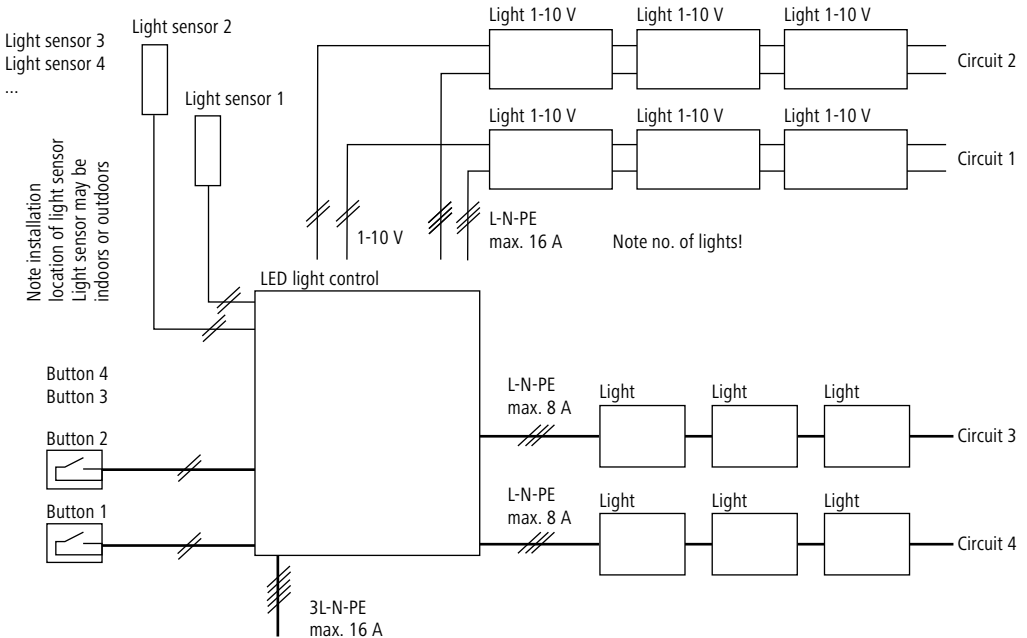 Light sensor 3
Light sensor 4
...
Light sensor 2
Light sensor 1
Note installation
location of light sensor
Light sensor may be
indoors or outdoors
Light 1-10 V
Light 1-10 V
Light 1-10 V
Circuit 2
Light 1-10 V
Light 1-10 V
Light 1-10 V
Circuit 1
1-10 V
L-N-PE
max. 16 A
Note no. of lights!
LED light control
Button 4
Button 3
Button 2
Button 1
L-N-PE
max. 8 A
Light
Light
Light
Circuit 3
L-N-PE
max. 8 A
Light
Light
Light
Circuit 4
3L-N-PE
max. 16 A